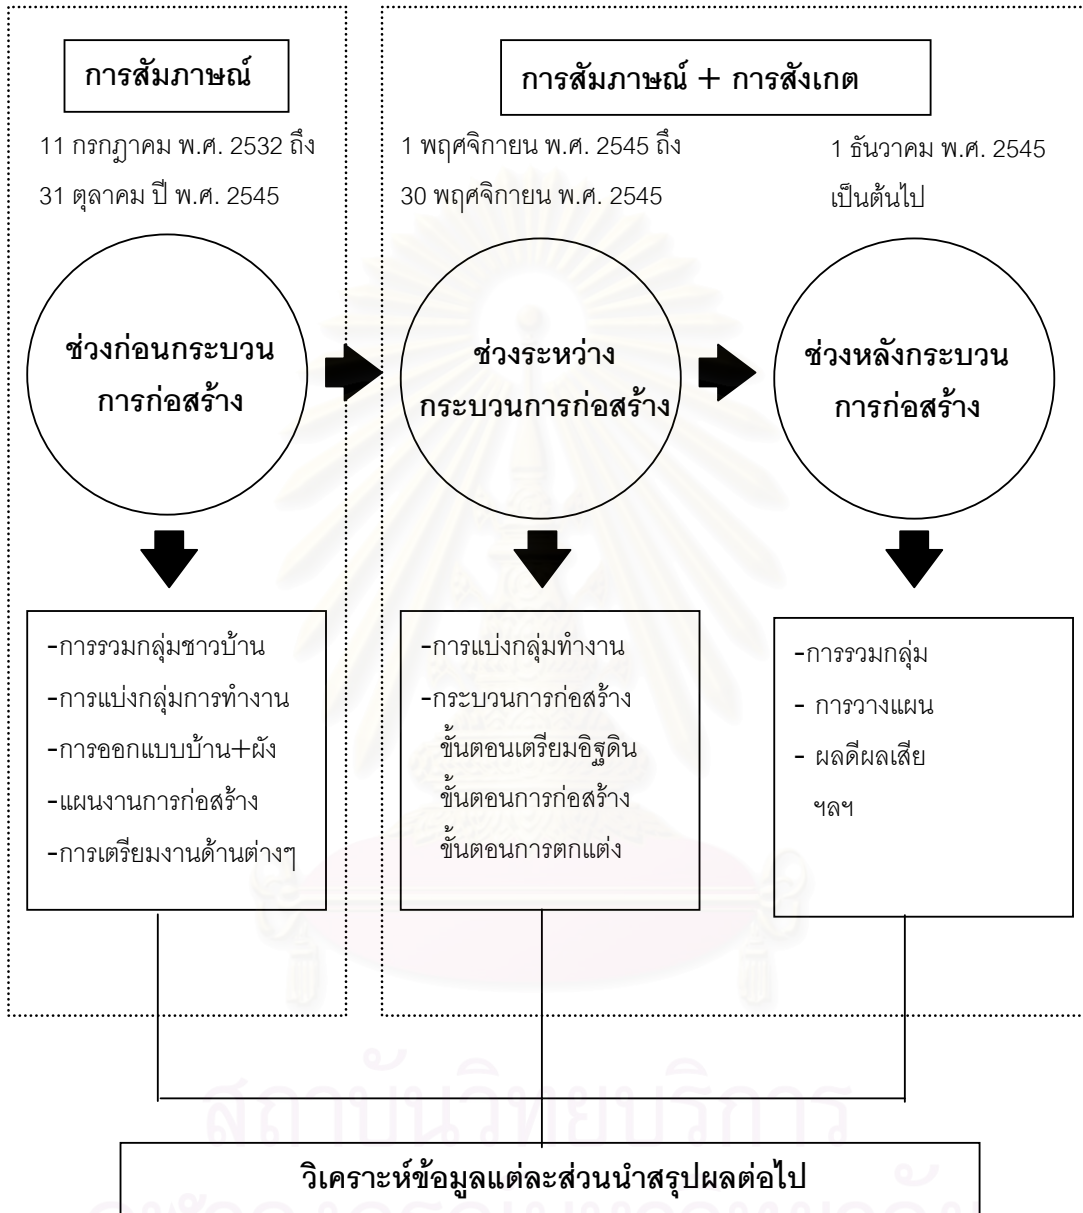 การสัมภาษณ์
11 กรกฎาคม พ.ศ. 2532 ถึง
31 ตุลาคม ปี พ.ศ. 2545
ช่วงก่อนกระบวน
การก่อสร้าง
-การรวมกลุ่มชาวบ้าน
-การแบ่งกลุ่มการทำงาน
-การออกแบบบ้าน+ผัง
-แผนงานการก่อสร้าง
-การเตรียมงานด้านต่างๆ
การสัมภาษณ์ + การสังเกต
1 พฤศจิกายน พ.ศ. 2545 ถึง
30 พฤศจิกายน พ.ศ. 2545
ช่วงระหว่าง
กระบวนการก่อสร้าง
-การแบ่งกลุ่มทำงาน
-กระบวนการก่อสร้าง
ขั้นตอนเตรียมอิฐดิน
ขั้นตอนการก่อสร้าง
ขั้นตอนการตกแต่ง
1 ธันวาคม พ.ศ. 2545
เป็นต้นไป
ช่วงหลังกระบวน
การก่อสร้าง
-การรวมกลุ่ม
- การวางแผน
- ผลดีผลเสีย
ฯลฯ
วิเคราะห์ข้อมูลแต่ละส่วนนำสรุปผลต่อไป
สถาบันวิทยบริการ